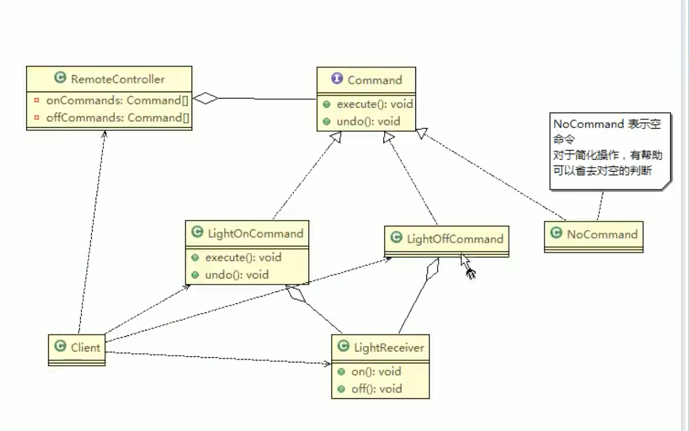 RemoteController
onCommands: Command[]
offCommands: Command[]
Command
execute(): void
undo(): void
NoCommand 表示空
命令
对于简化操作，有帮助
可以省去对空的判断
LightOnCommand
execute(): void
undo(): void
LightOffCommand
NoCommand
Client
LightReceiver
on(): void
off(): void